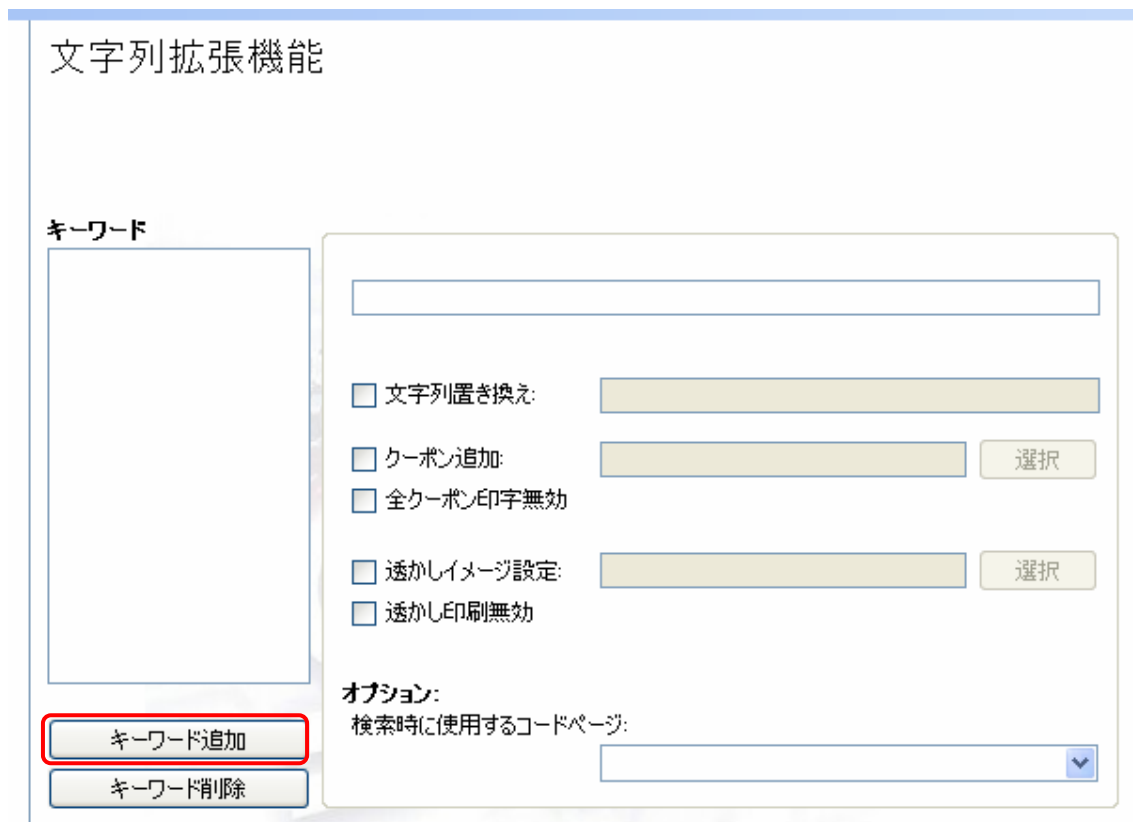 文字列拡張機能
キーワード
文字列置き換え:
クーポン追加:
選択
全クーポン印字無効
透かしイメージ設定:
選択
透かし印刷無効
オプション:
検索時に使用するコードページ:
キーワード追加
キーワード削除